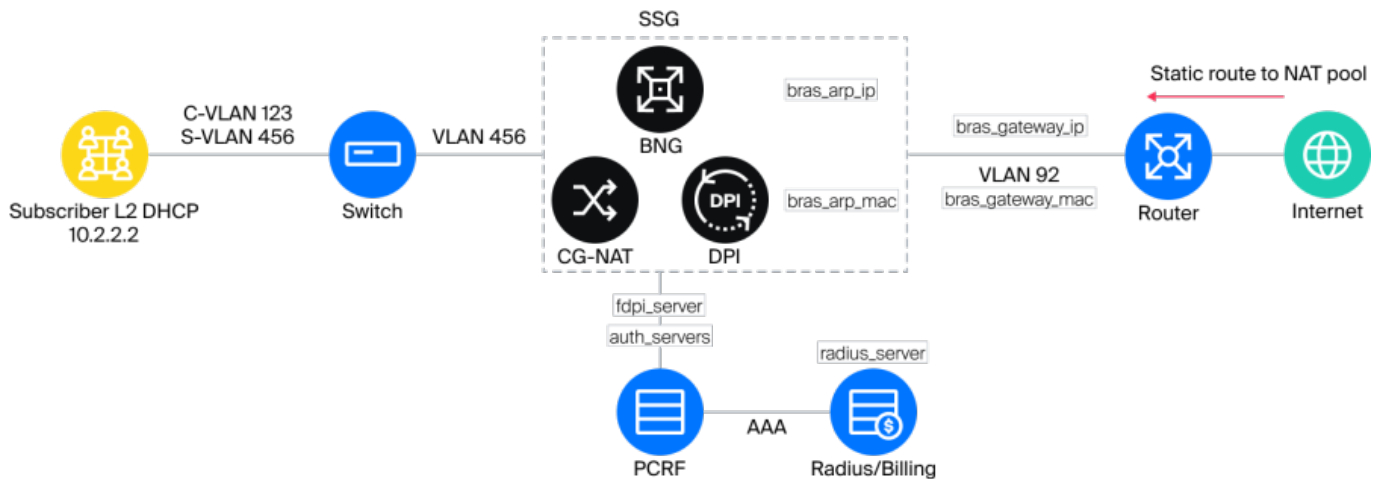 SSG
BNG
CG-NAT
DPI
DPI
bras_arp_ip
bras_arp_mac
C-VLAN 123
S-VLAN 456
Subscriber L2 DHCP
10.2.2.2
Switch
VLAN 456
Static route to NAT pool
bras_gateway_ip
VLAN 92
bras_gateway_mac
Router
Internet
fdpi_server
auth_servers
radius_server
PCRF
AAA
$
Radius/Billing